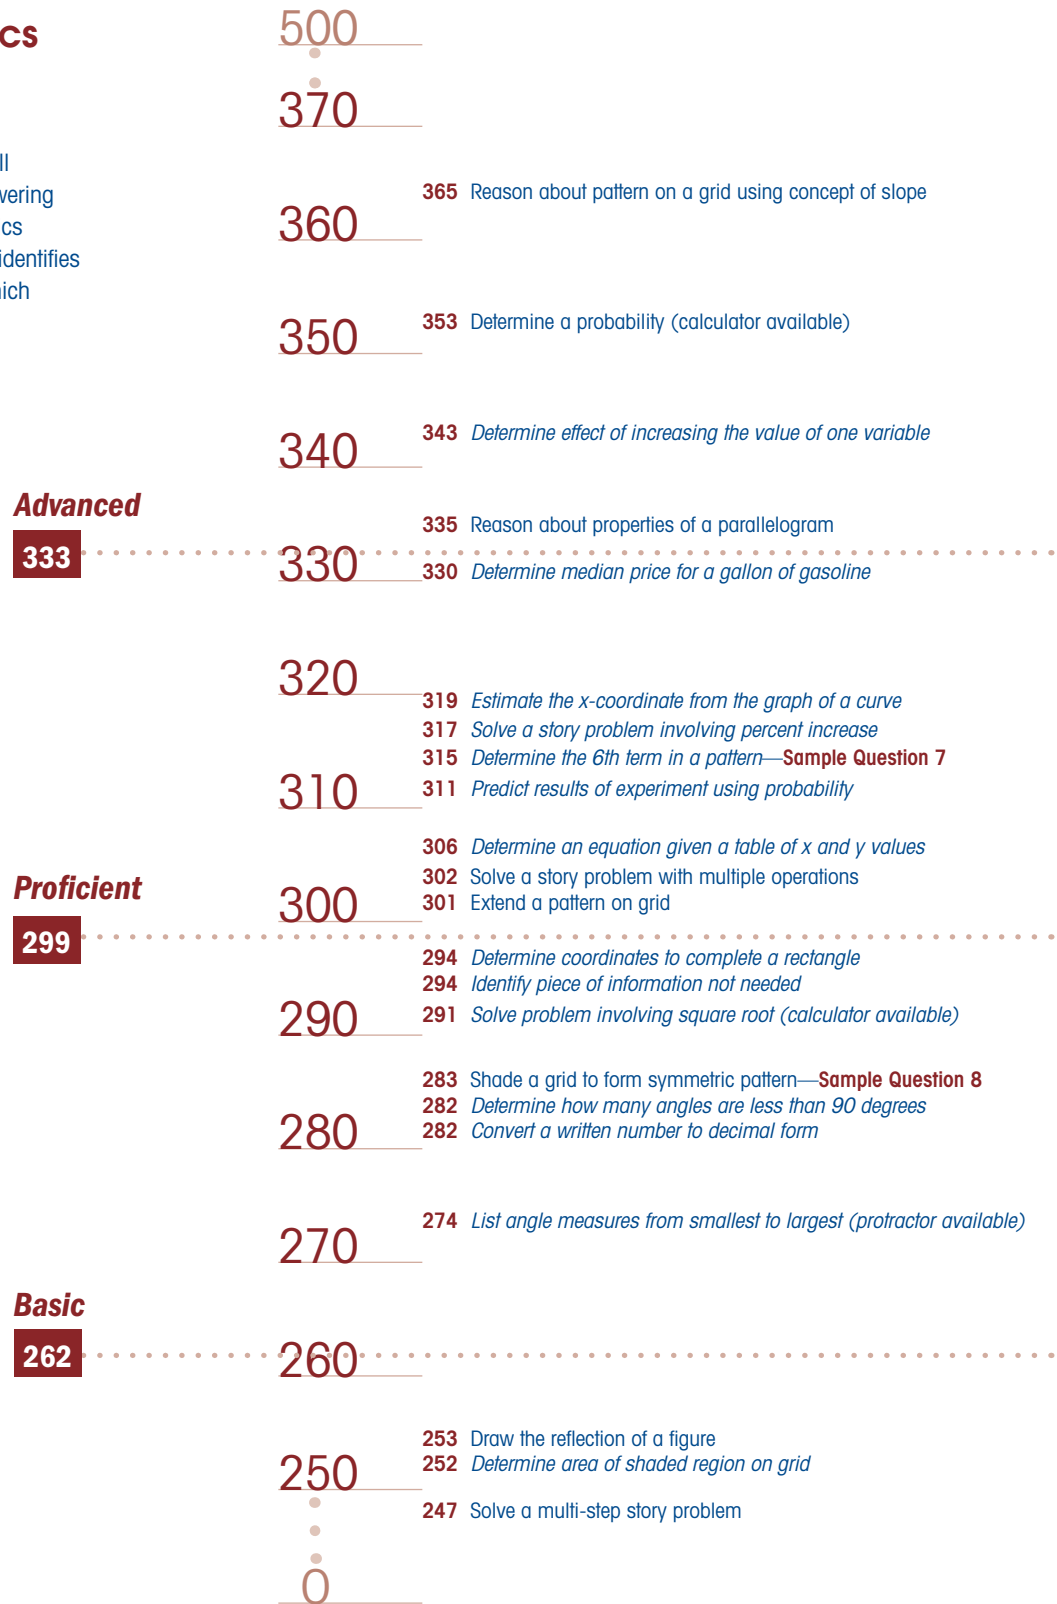 cs
500
370
ll
365 Reason about pattern on a grid using concept of slope
wering
360
cs
identifies
ich
353 Determine a probability (calculator available)
350
343 Determine effect of increasing the value of one variable
340
Advanced
335 Reason about properties of a parallelogram
333
330
330 Determine median price for a gallon of gasoline
320
319 Estimate the x-coordinate from the graph of a curve
317 Solve a story problem involving percent increase
315 Determine the 6th term in a pattern—Sample Question 7
310
311 Predict results of experiment using probability
306 Determine an equation given a table of x and y values
302 Solve a story problem with multiple operations
Proficient
300
301 Extend a pattern on grid
299
294 Determine coordinates to complete a rectangle
294 Identify piece of information not needed
290
291 Solve problem involving square root (calculator available)
283 Shade a grid to form symmetric pattern—Sample Question 8
282 Determine how many angles are less than 90 degrees
280
282 Convert a written number to decimal form
274 List angle measures from smallest to largest (protractor available)
270
Basic
262
260
253 Draw the reflection of a figure
252 Determine area of shaded region on grid
250
247 Solve a multi-step story problem
0